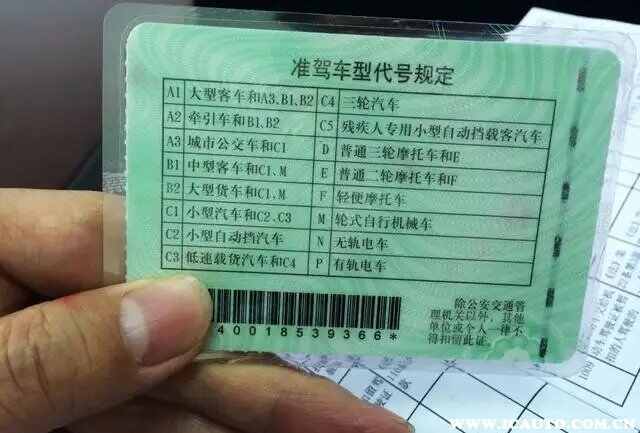 准驾车型代号规定
A1 大型客车和A3、B1、B2 C4 三轮汽车
A2 牵引车和B1、B2 C5 残疾人专用小型自动挡载客汽车
A3 城市公交车和C1 D 普通三轮摩托车和E
B1 中型客车和C1、M E 普通二轮摩托车和F
B2 大型货车和C1、M F 轻便摩托车
C1 小型汽车和C2、C3 M 轮式自行机械车
C2 小型自动挡汽车 N 无轨电车
C3 低速载货汽车和C4 P 有轨电车
400018539366*
除公安交通管
理机关以外，其他
单位或个人一律不
得扣留此证。
WWW.ICAUTO.COM.CN